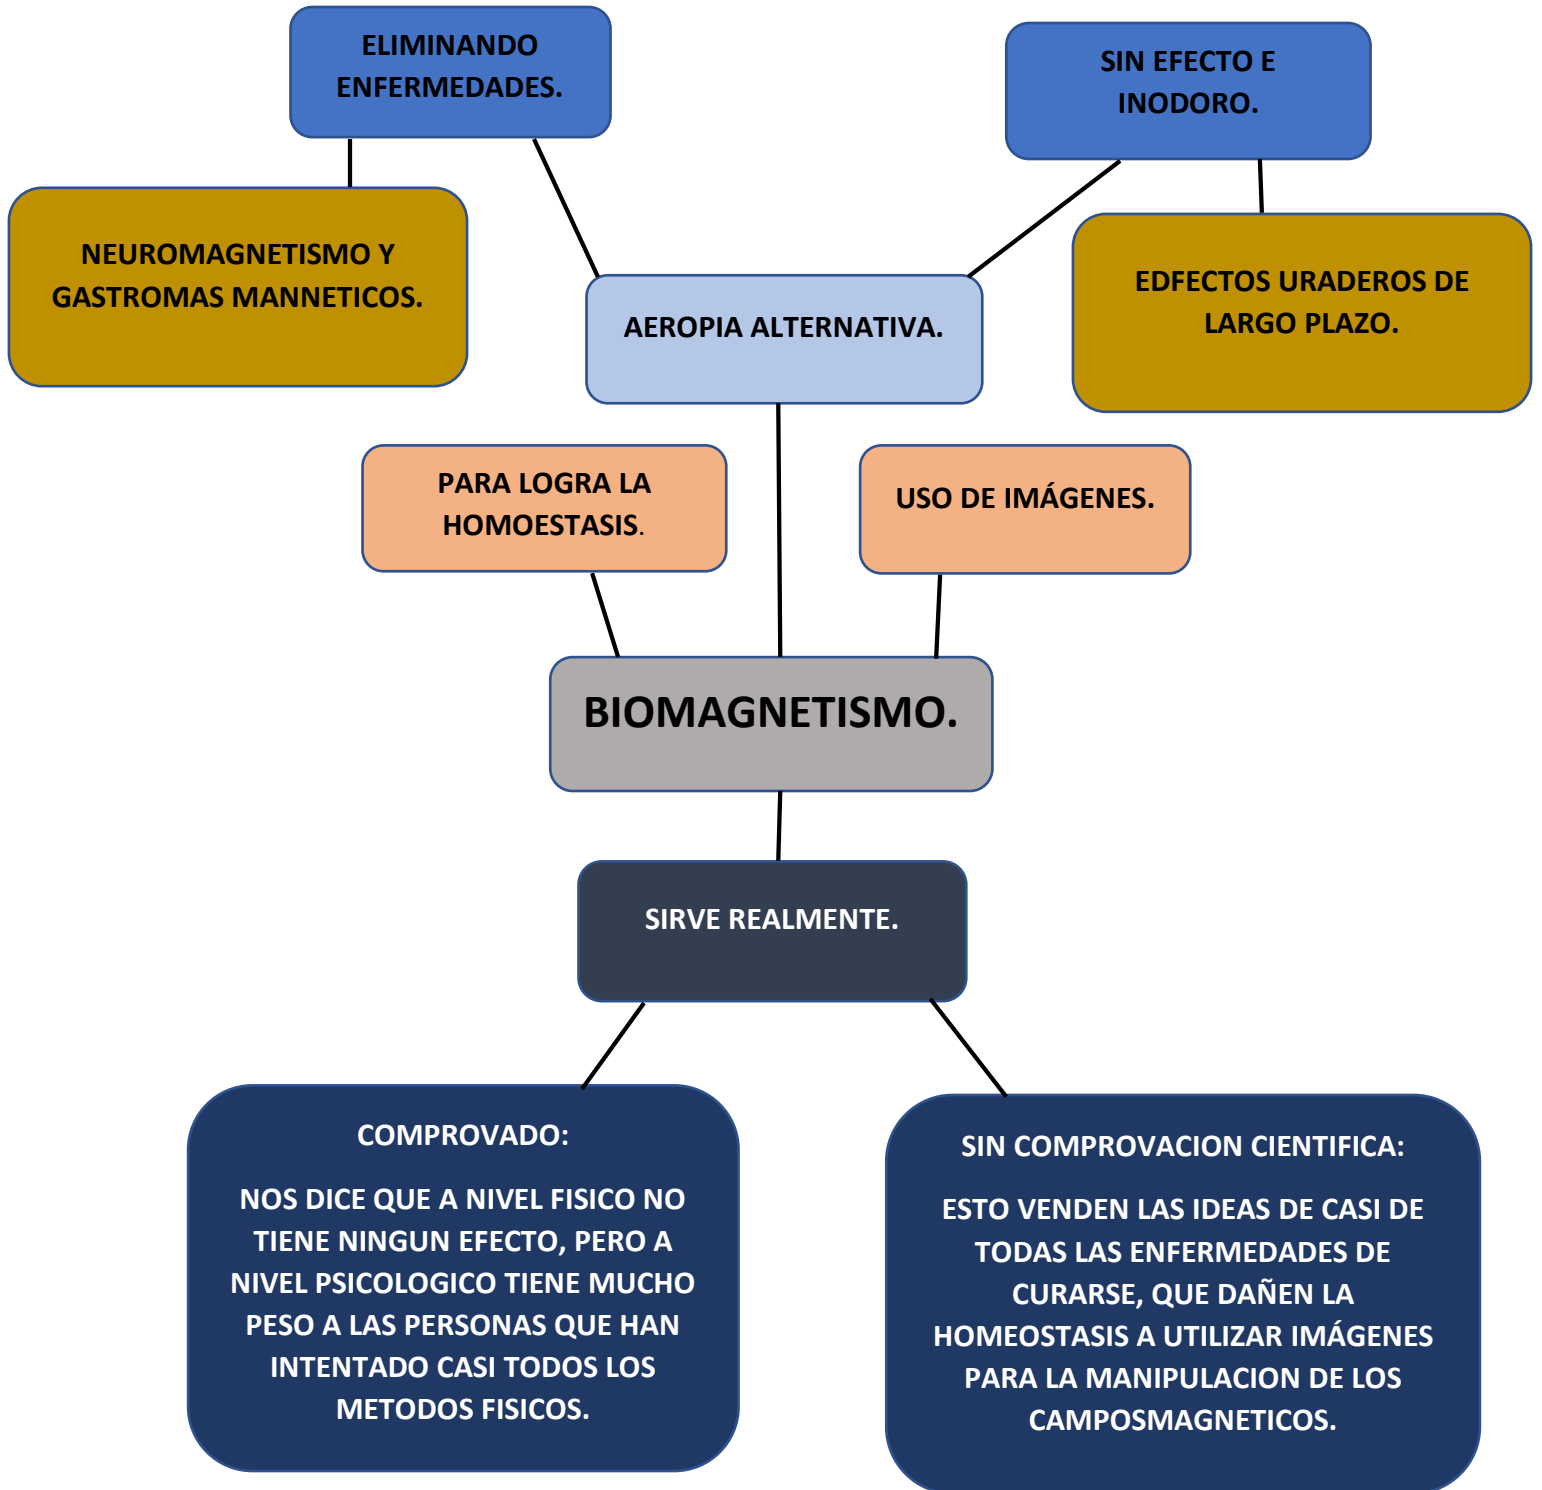 ELIMINANDO
ENFERMEDADES.
SIN EFECTO E
INODORO.
NEUROMAGNETISMO Y
GASTROMAS MANNETICOS.
EDFECTOS URADEROS DE
LARGO PLAZO.
AEROPIA ALTERNATIVA.
PARA LOGRA LA
HOMOESTASIS.
USO DE IMÁGENES.
BIOMAGNETISMO.
SIRVE REALMENTE.
COMPROVADO:
NOS DICE QUE A NIVEL FISICO NO
TIENE NINGUN EFECTO, PERO A
NIVEL PSICOLOGICO TIENE MUCHO
PESO A LAS PERSONAS QUE HAN
INTENTADO CASI TODOS LOS
METODOS FISICOS.
SIN COMPROVACION CIENTIFICA:
ESTO VENDEN LAS IDEAS DE CASI DE
TODAS LAS ENFERMEDADES DE
CURARSE, QUE DAÑEN LA
HOMEOSTASIS A UTILIZAR IMÁGENES
PARA LA MANIPULACION DE LOS
CAMPOSMAGNETICOS.